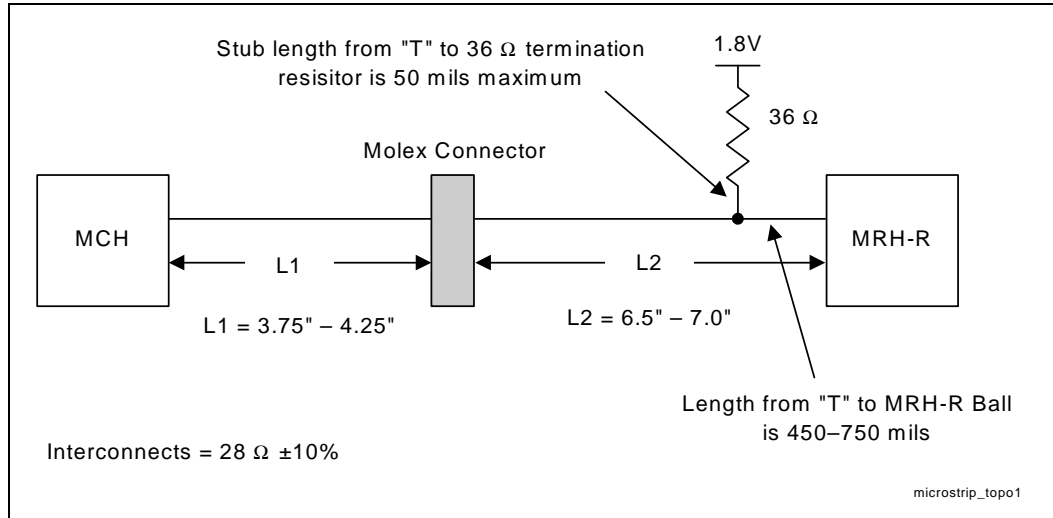 Stub length from "T" to 36 Ω termination
resisitor is 50 mils maximum
1.8V
36 Ω
Molex Connector
MCH
MRH-R
L1
L2
L1 = 3.75" – 4.25"
L2 = 6.5" – 7.0"
Length from "T" to MRH-R Ball
is 450–750 mils
Interconnects = 28 Ω ±10%
microstrip_topo1